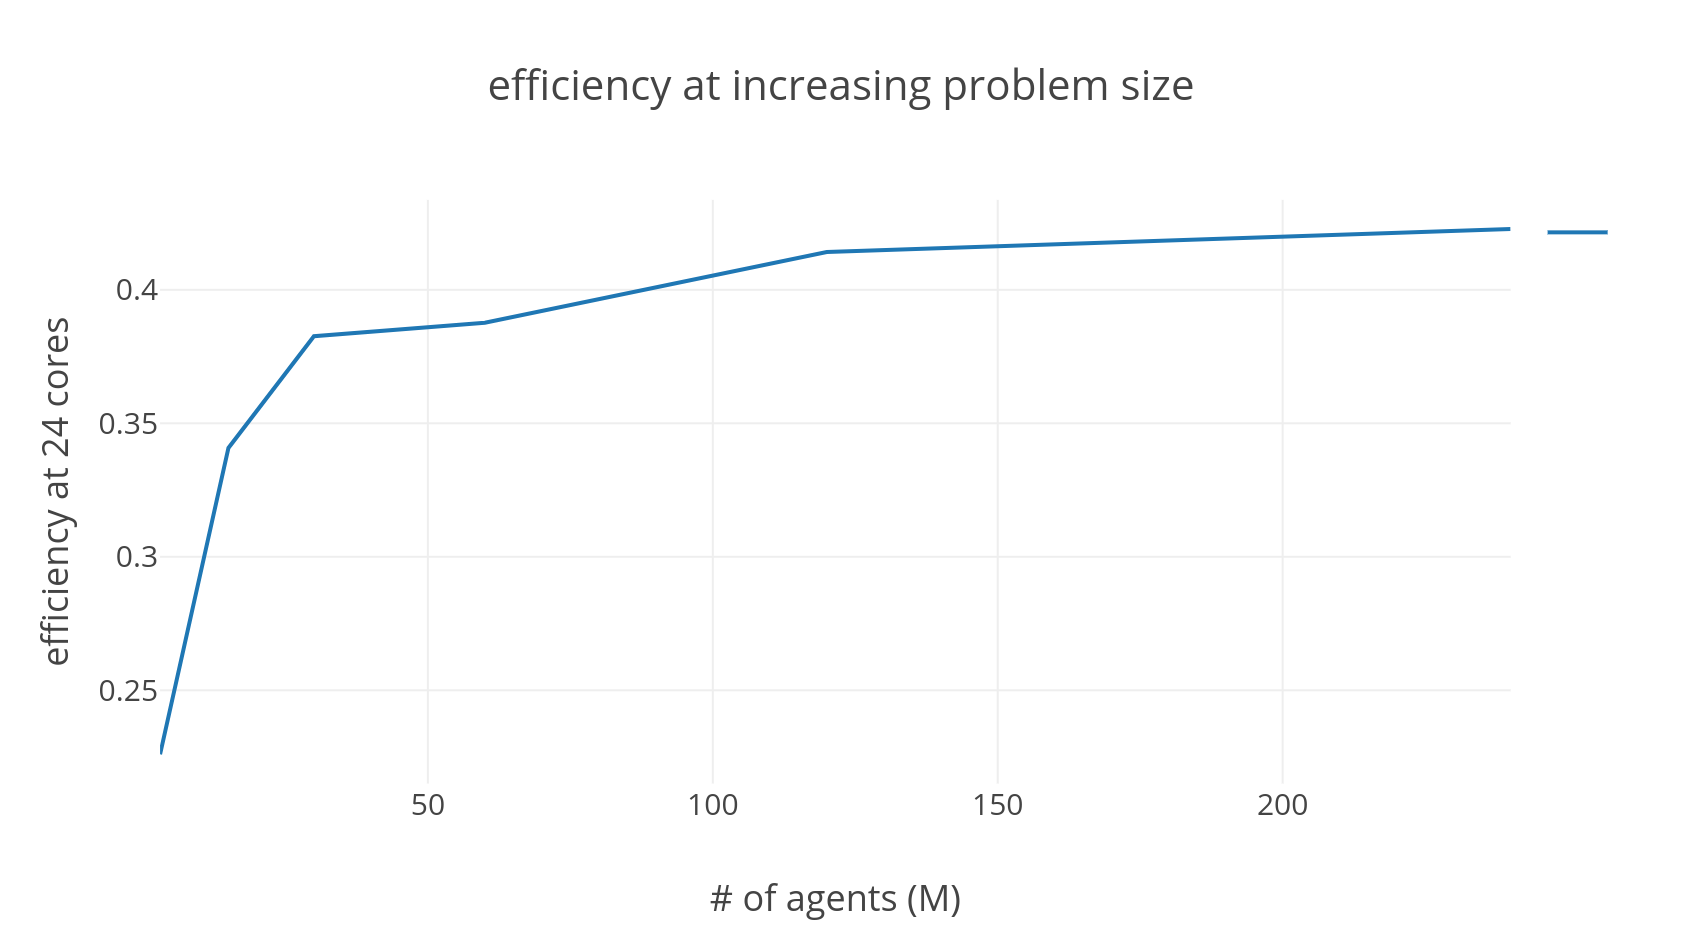 efficiency at increasing problem size
efficiency at 24 cores
0.4
0.35
0.3
0.25
50
100
150
200
# of agents (M)